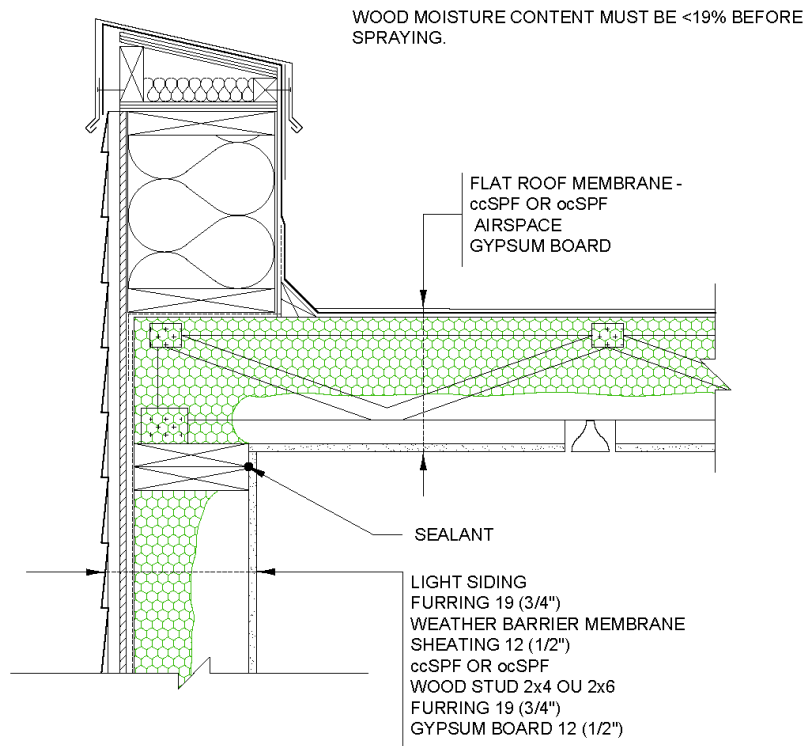 WOOD MOISTURE CONTENT MUST BE <19% BEFORE
SPRAYING.
FLAT ROOF MEMBRANE -
ccSPF OR ocSPF
AIRSPACE
GYPSUM BOARD
SEALANT
LIGHT SIDING
FURRING 19 (3/4")
WEATHER BARRIER MEMBRANE
SHEATING 12 (1/2")
ccSPF OR ocSPF
WOOD STUD 2x4 OU 2x6
FURRING 19 (3/4")
GYPSUM BOARD 12 (1/2")